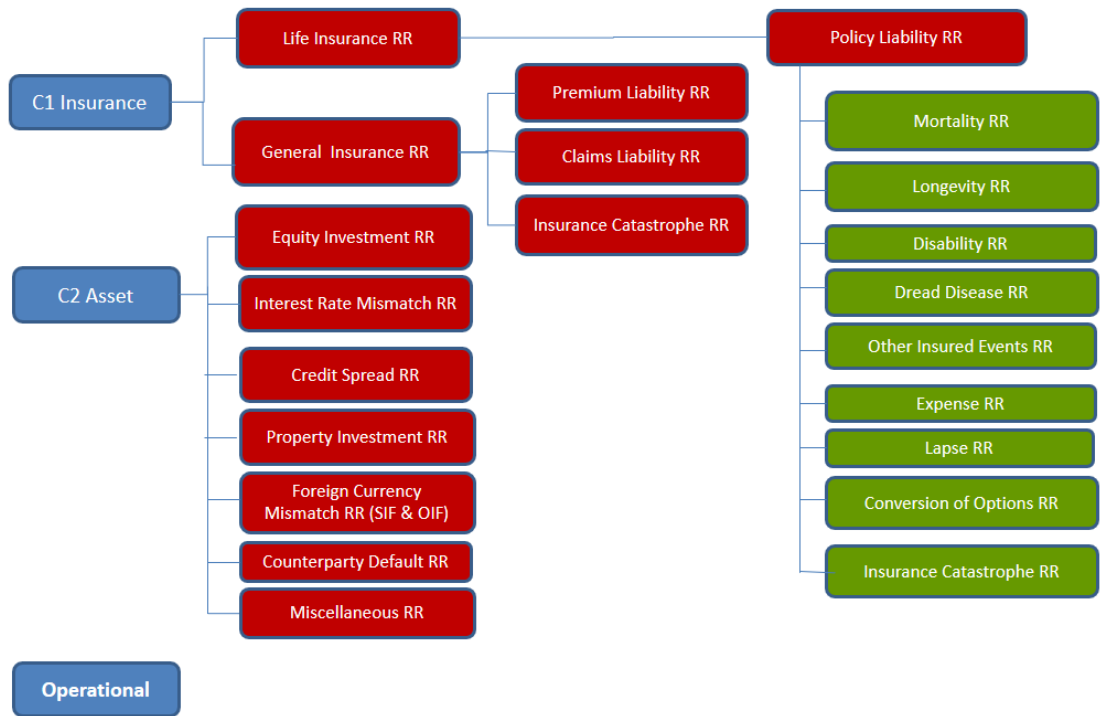 C1 Insurance
Life Insurance RR
Policy Liability RR
General Insurance RR
Premium Liability RR
Claims Liability RR
Insurance Catastrophe RR
Mortality RR
Longevity RR
Disability RR
Dread Disease RR
Other Insured Events RR
Expense RR
Lapse RR
Conversion of Options RR
Insurance Catastrophe RR
C2 Asset
Equity Investment RR
Interest Rate Mismatch RR
Credit Spread RR
Property Investment RR
Foreign Currency
Mismatch RR (SIF & OIF)
Counterparty Default RR
Miscellaneous RR
Operational